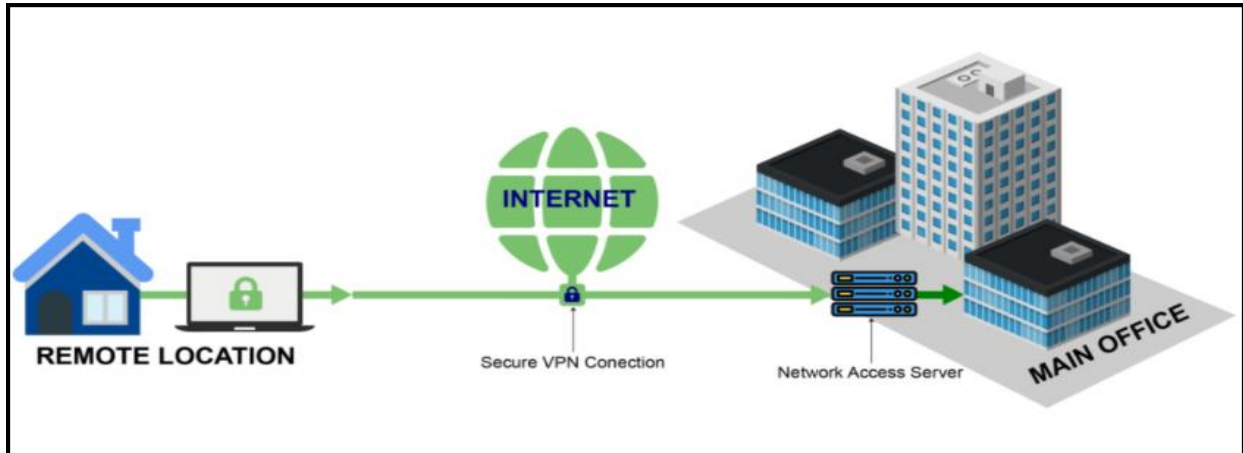 INTERNET
REMOTE LOCATION
Secure VPN Conection
Network Access Server
MAIN OFFICE